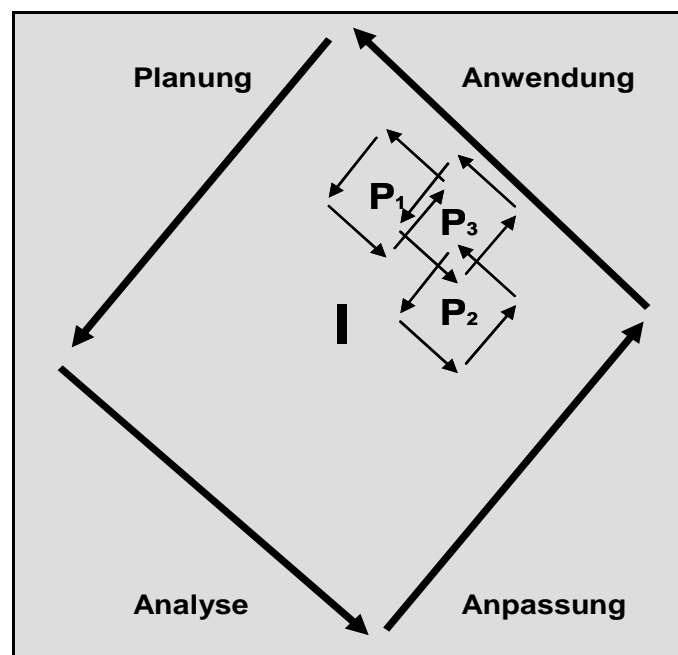 Planung Anwendung
P₁
P₃
I P₂
Analyse Anpassung